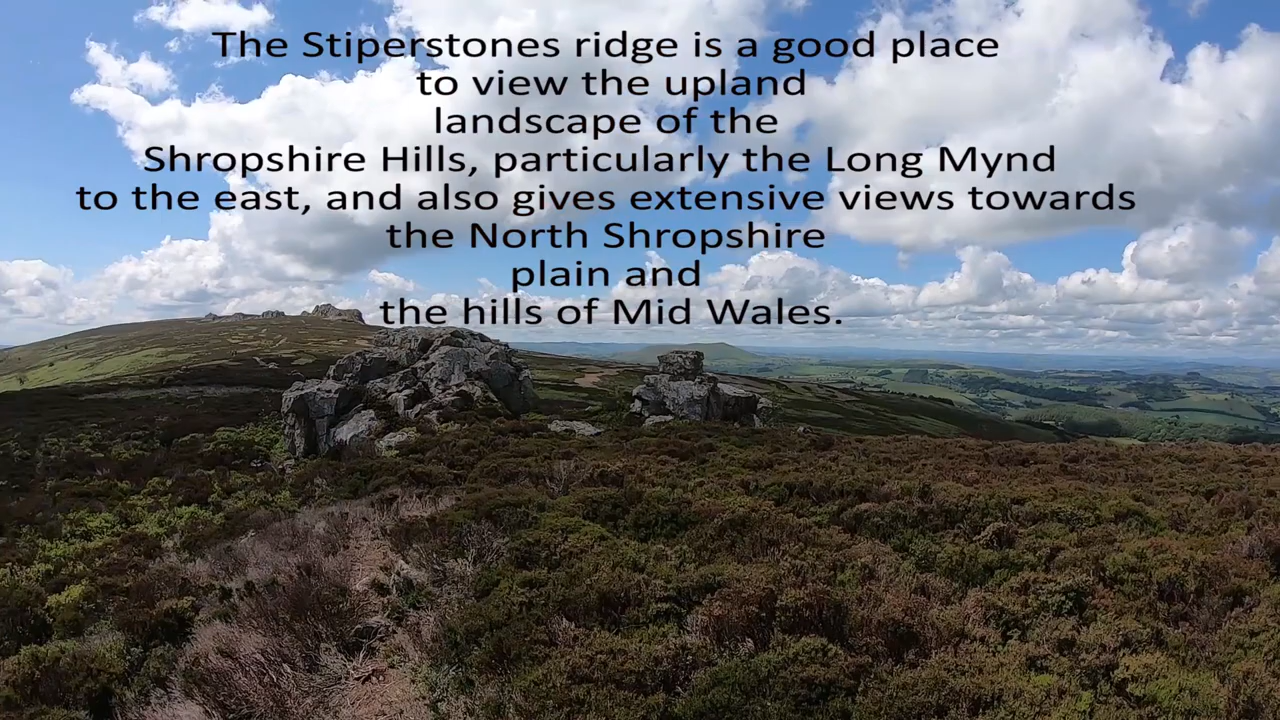 The Stiperstones ridge is a good place
to view the upland
landscape of the
Shropshire Hills, particularly the Long Mynd
to the east, and also gives extensive views towards
the North Shropshire
plain and
the hills of Mid Wales.